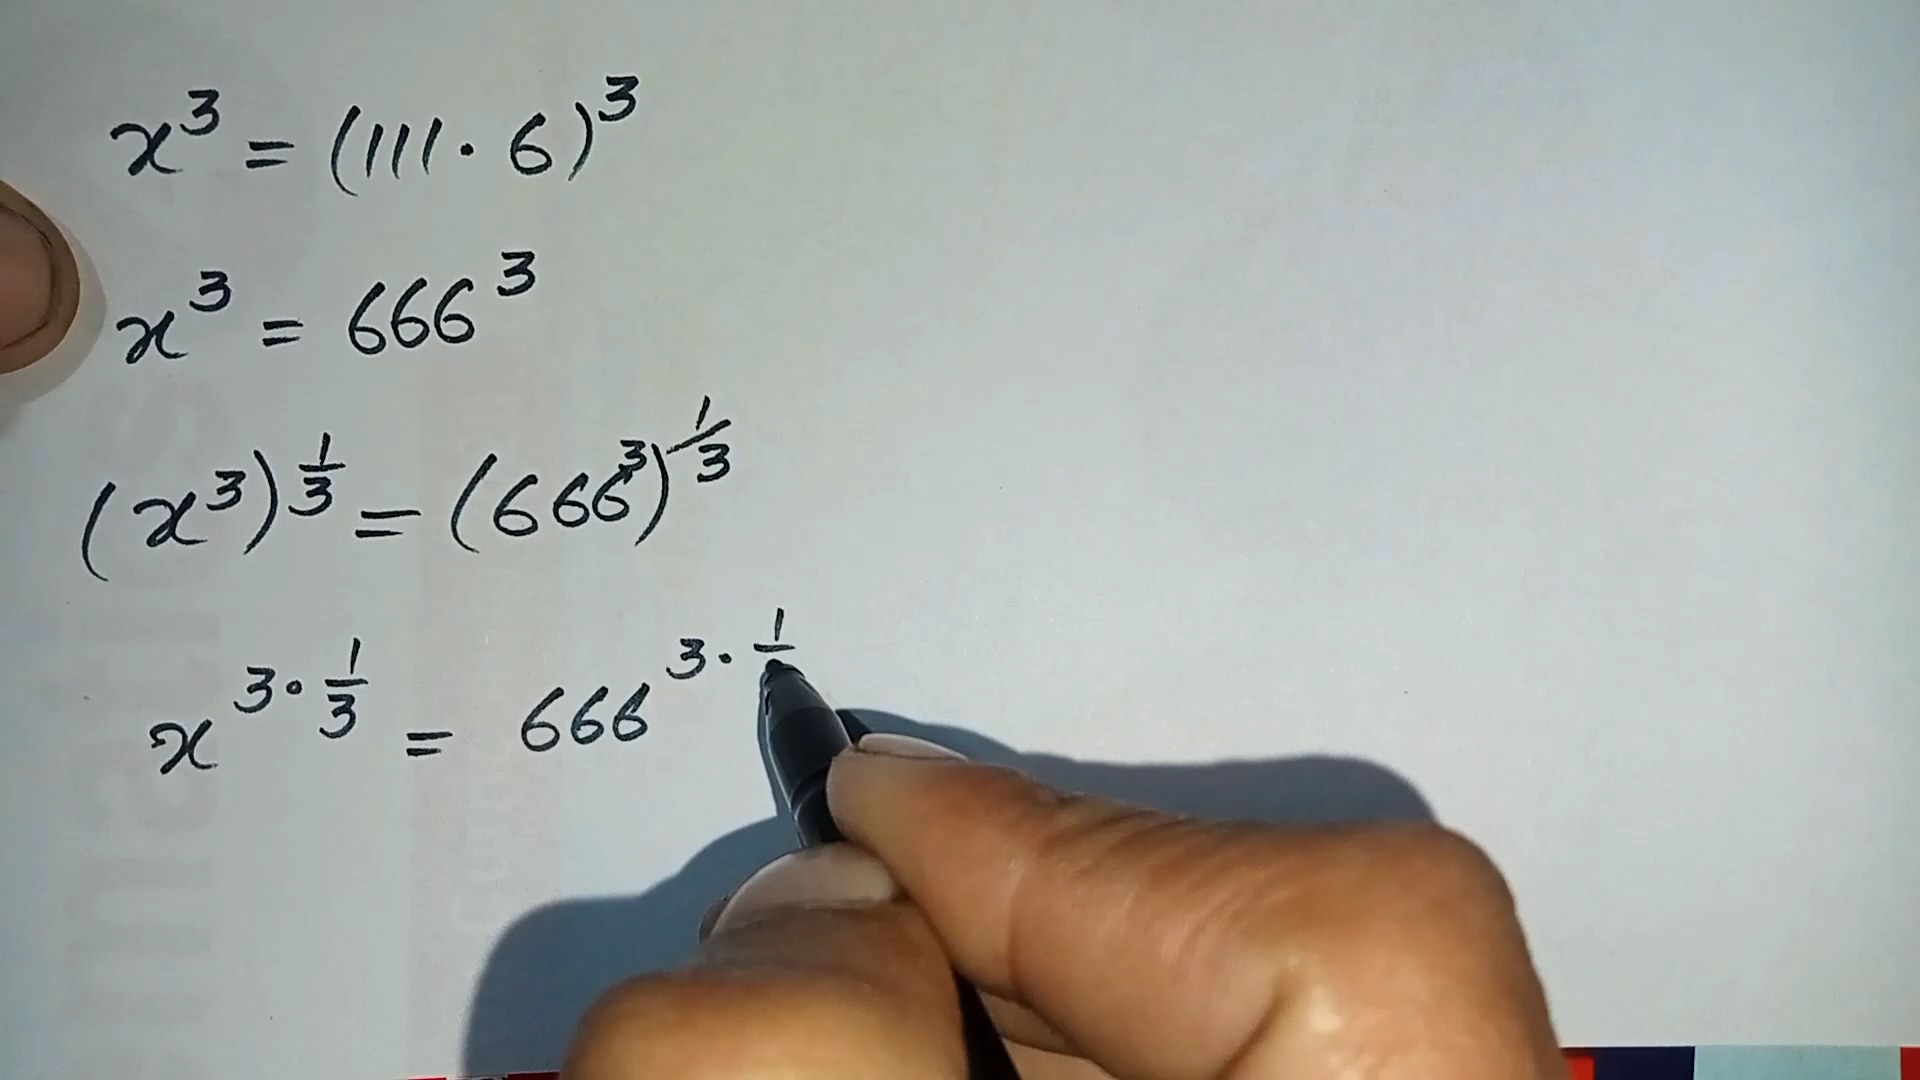 x³ = (111 · 6)³
x³ = 666³
(x³)^(1/3) = (666³)^(1/3)
x^(3 · 1/3) = 666^(3 · 1/